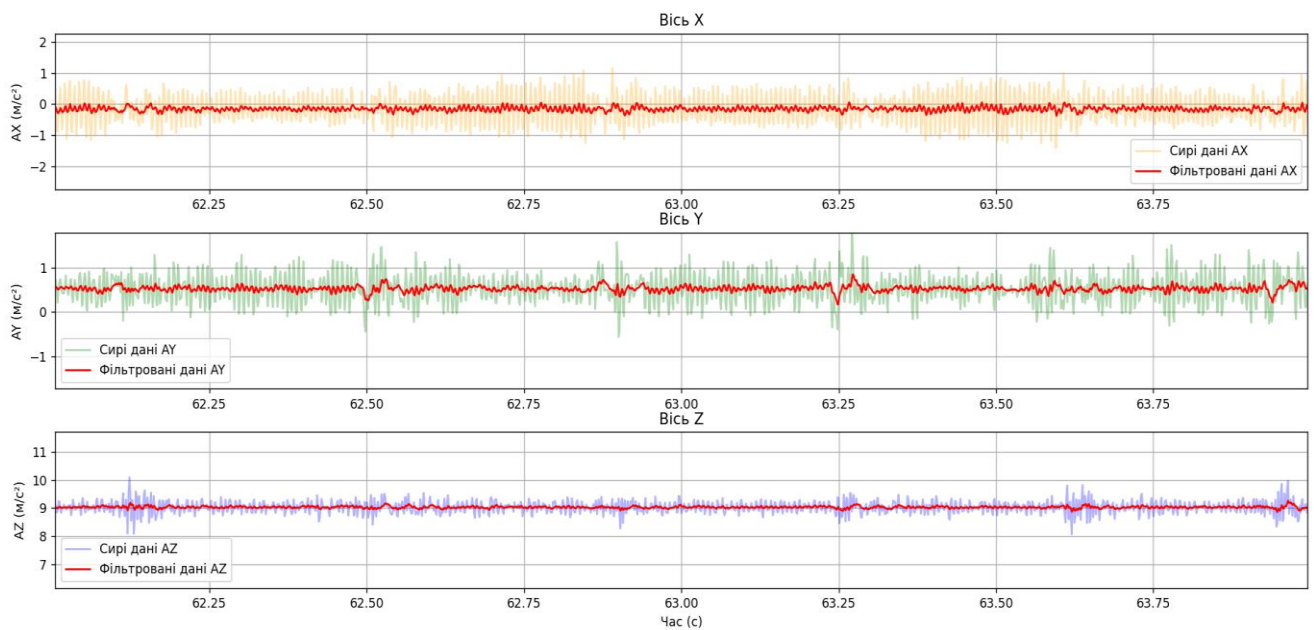 Вісь X
2
1
0
−1
−2
AX (м/с²)
Сирі дані AX
Фільтровані дані AX
62.25 62.50 62.75 63.00 63.25 63.50 63.75
Вісь Y
1
0
−1
AY (м/с²)
Сирі дані AY
Фільтровані дані AY
62.25 62.50 62.75 63.00 63.25 63.50 63.75
Вісь Z
11
10
9
8
7
AZ (м/с²)
Сирі дані AZ
Фільтровані дані AZ
62.25 62.50 62.75 63.00 63.25 63.50 63.75
Час (с)